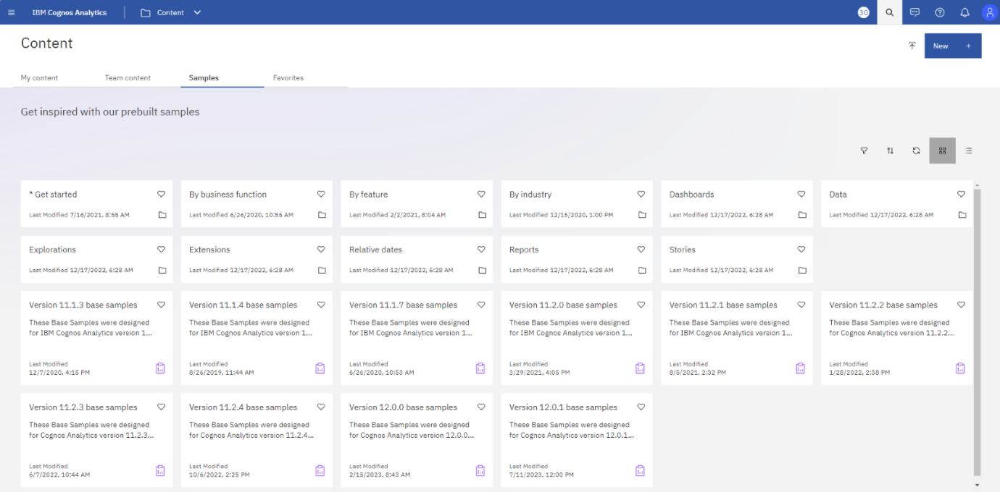 IBM Cognos Analytics
Content
30
Content
New +
My content
Team content
Samples
Favorites
Get inspired with our prebuilt samples
* Get started
Last Modified 7/16/2021, 8:55 AM
By business function
Last Modified 6/26/2020, 10:55 AM
By feature
Last Modified 2/2/2021, 8:04 AM
By industry
Last Modified 12/15/2020, 1:00 PM
Dashboards
Last Modified 12/17/2022, 6:28 AM
Data
Last Modified 12/17/2022, 6:28 AM
Explorations
Last Modified 12/17/2022, 6:28 AM
Extensions
Last Modified 12/17/2022, 6:28 AM
Relative dates
Last Modified 12/17/2022, 6:28 AM
Reports
Last Modified 12/17/2022, 6:28 AM
Stories
Last Modified 12/17/2022, 6:28 AM
Version 11.1.3 base samples
These Base Samples were designed
for IBM Cognos Analytics version 1...
Last Modified
12/7/2020, 4:15 PM
Version 11.1.4 base samples
These Base Samples were designed
for IBM Cognos Analytics version 1...
Last Modified
8/26/2019, 11:44 AM
Version 11.1.7 base samples
These Base Samples were designed
for IBM Cognos Analytics version 1...
Last Modified
6/26/2020, 10:53 AM
Version 11.2.0 base samples
These Base Samples were designed
for IBM Cognos Analytics version 1...
Last Modified
3/29/2021, 4:05 PM
Version 11.2.1 base samples
These Base Samples were designed
for IBM Cognos Analytics version 1...
Last Modified
8/5/2021, 2:32 PM
Version 11.2.2 base samples
These Base Samples were designed
for Cognos Analytics version 11.2.2...
Last Modified
1/28/2022, 2:38 PM
Version 11.2.3 base samples
These Base Samples were designed
for Cognos Analytics version 11.2.3...
Last Modified
6/7/2022, 10:44 AM
Version 11.2.4 base samples
These Base Samples were designed
for Cognos Analytics version 11.2.4...
Last Modified
10/6/2022, 2:25 PM
Version 12.0.0 base samples
These Base Samples were designed
for Cognos Analytics version 12.0.0...
Last Modified
2/15/2023, 8:43 AM
Version 12.0.1 base samples
These Base Samples were designed
for Cognos Analytics version 12.0.1...
Last Modified
7/11/2023, 12:00 PM